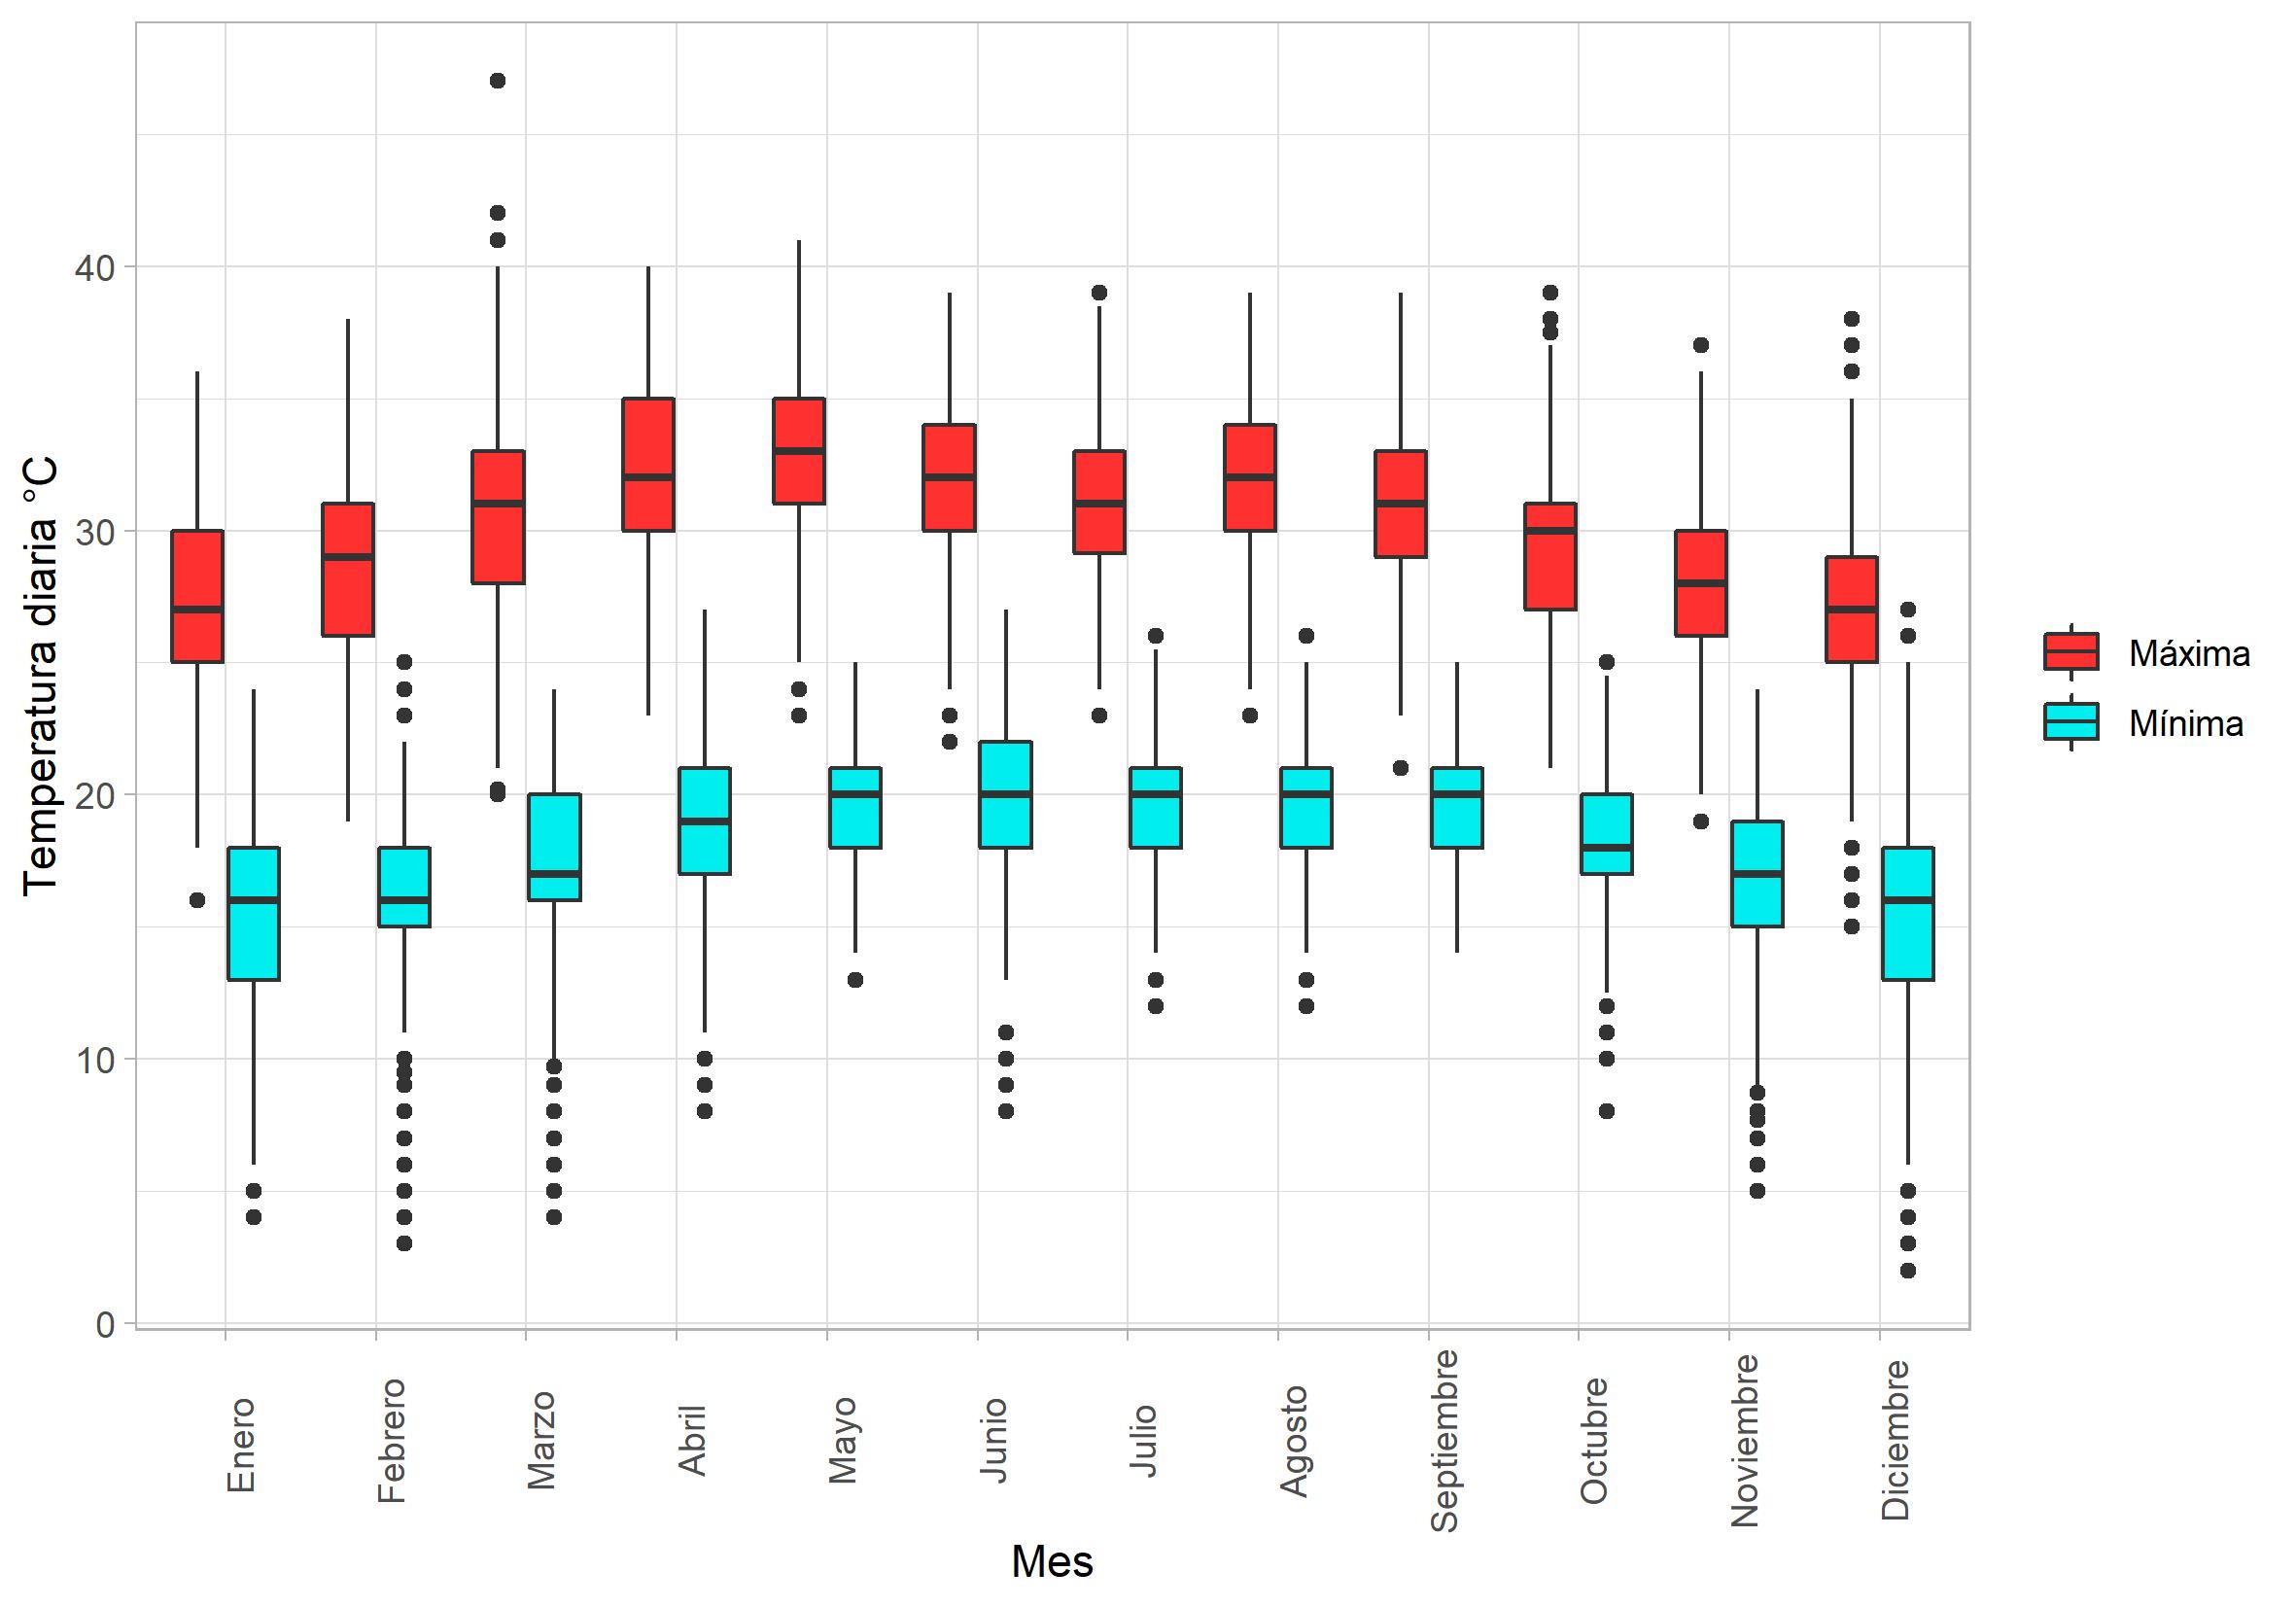 Temperatura diaria °C
40
30
20
10
0
Enero
Febrero
Marzo
Abril
Mayo
Junio
Julio
Agosto
Septiembre
Octubre
Noviembre
Diciembre
Mes
Máxima
Mínima